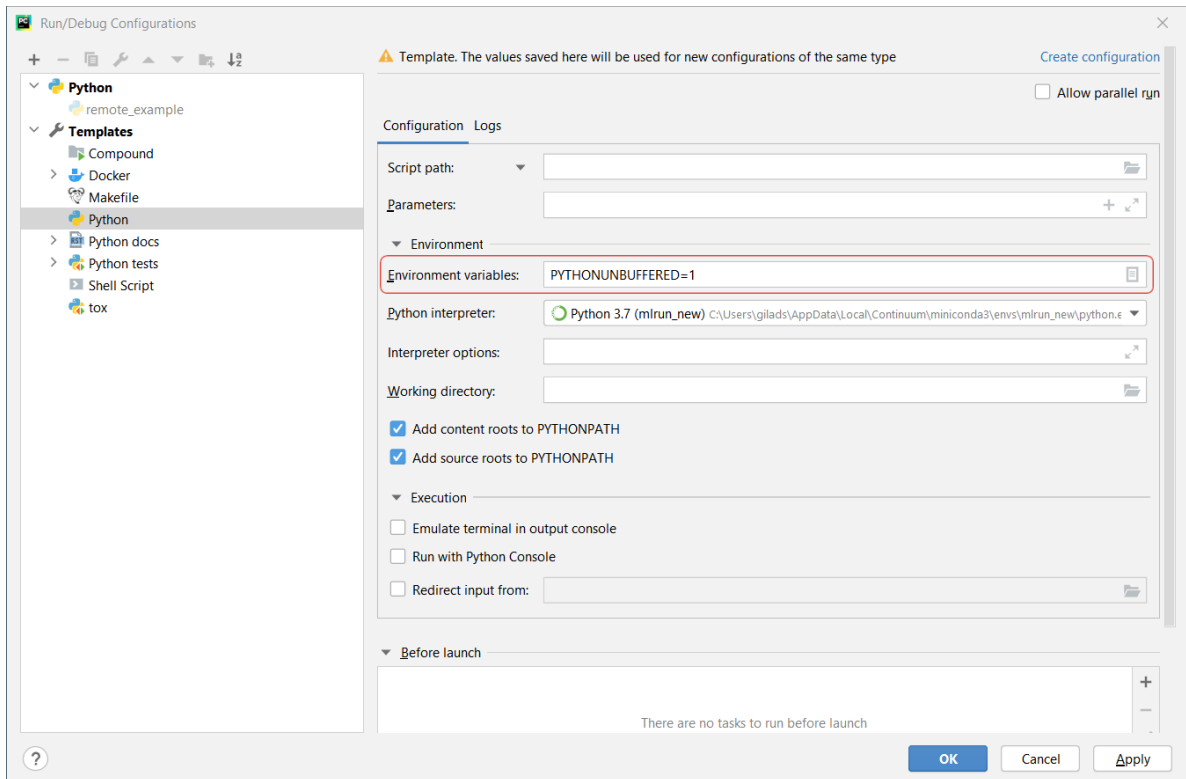 PC
Run/Debug Configurations
Python
remote_example
Templates
Compound
Docker
Makefile
Python
Python docs
Python tests
Shell Script
tox
Template. The values saved here will be used for new configurations of the same type
Create configuration
Allow parallel run
Configuration Logs
Script path:
Parameters:
Environment
Environment variables: PYTHONUNBUFFERED=1
Python interpreter: Python 3.7 (mlrun_new) C:\Users\gilads\AppData\Local\Continuum\miniconda3\envs\mlrun_new\python.e
Interpreter options:
Working directory:
Add content roots to PYTHONPATH
Add source roots to PYTHONPATH
Execution
Emulate terminal in output console
Run with Python Console
Redirect input from:
Before launch
There are no tasks to run before launch
?
OK Cancel Apply